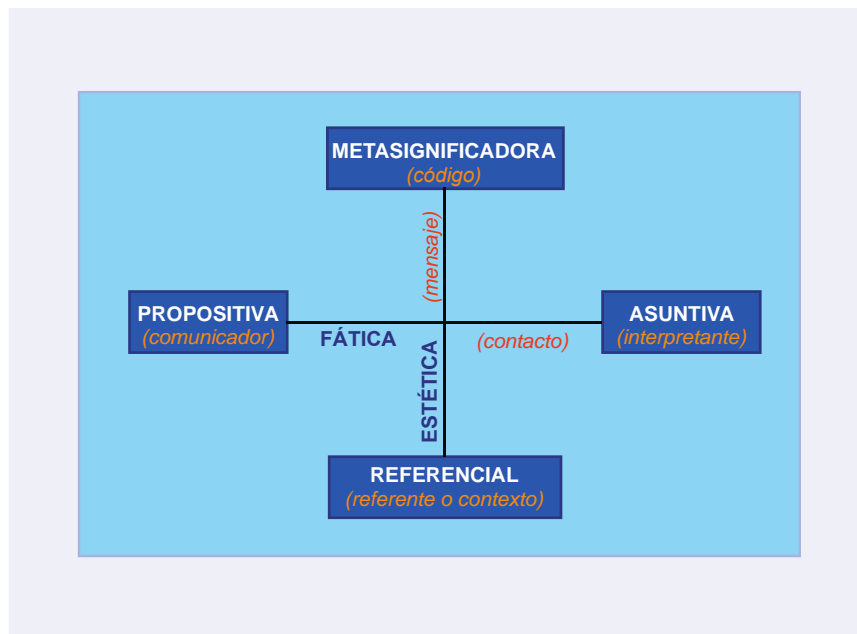 METASIGNIFICADORA
(código)
(mensaje)
PROPOSITIVA
(comunicador)
FÁTICA
(contacto)
ASUNTIVA
(interpretante)
ESTÉTICA
REFERENCIAL
(referente o contexto)